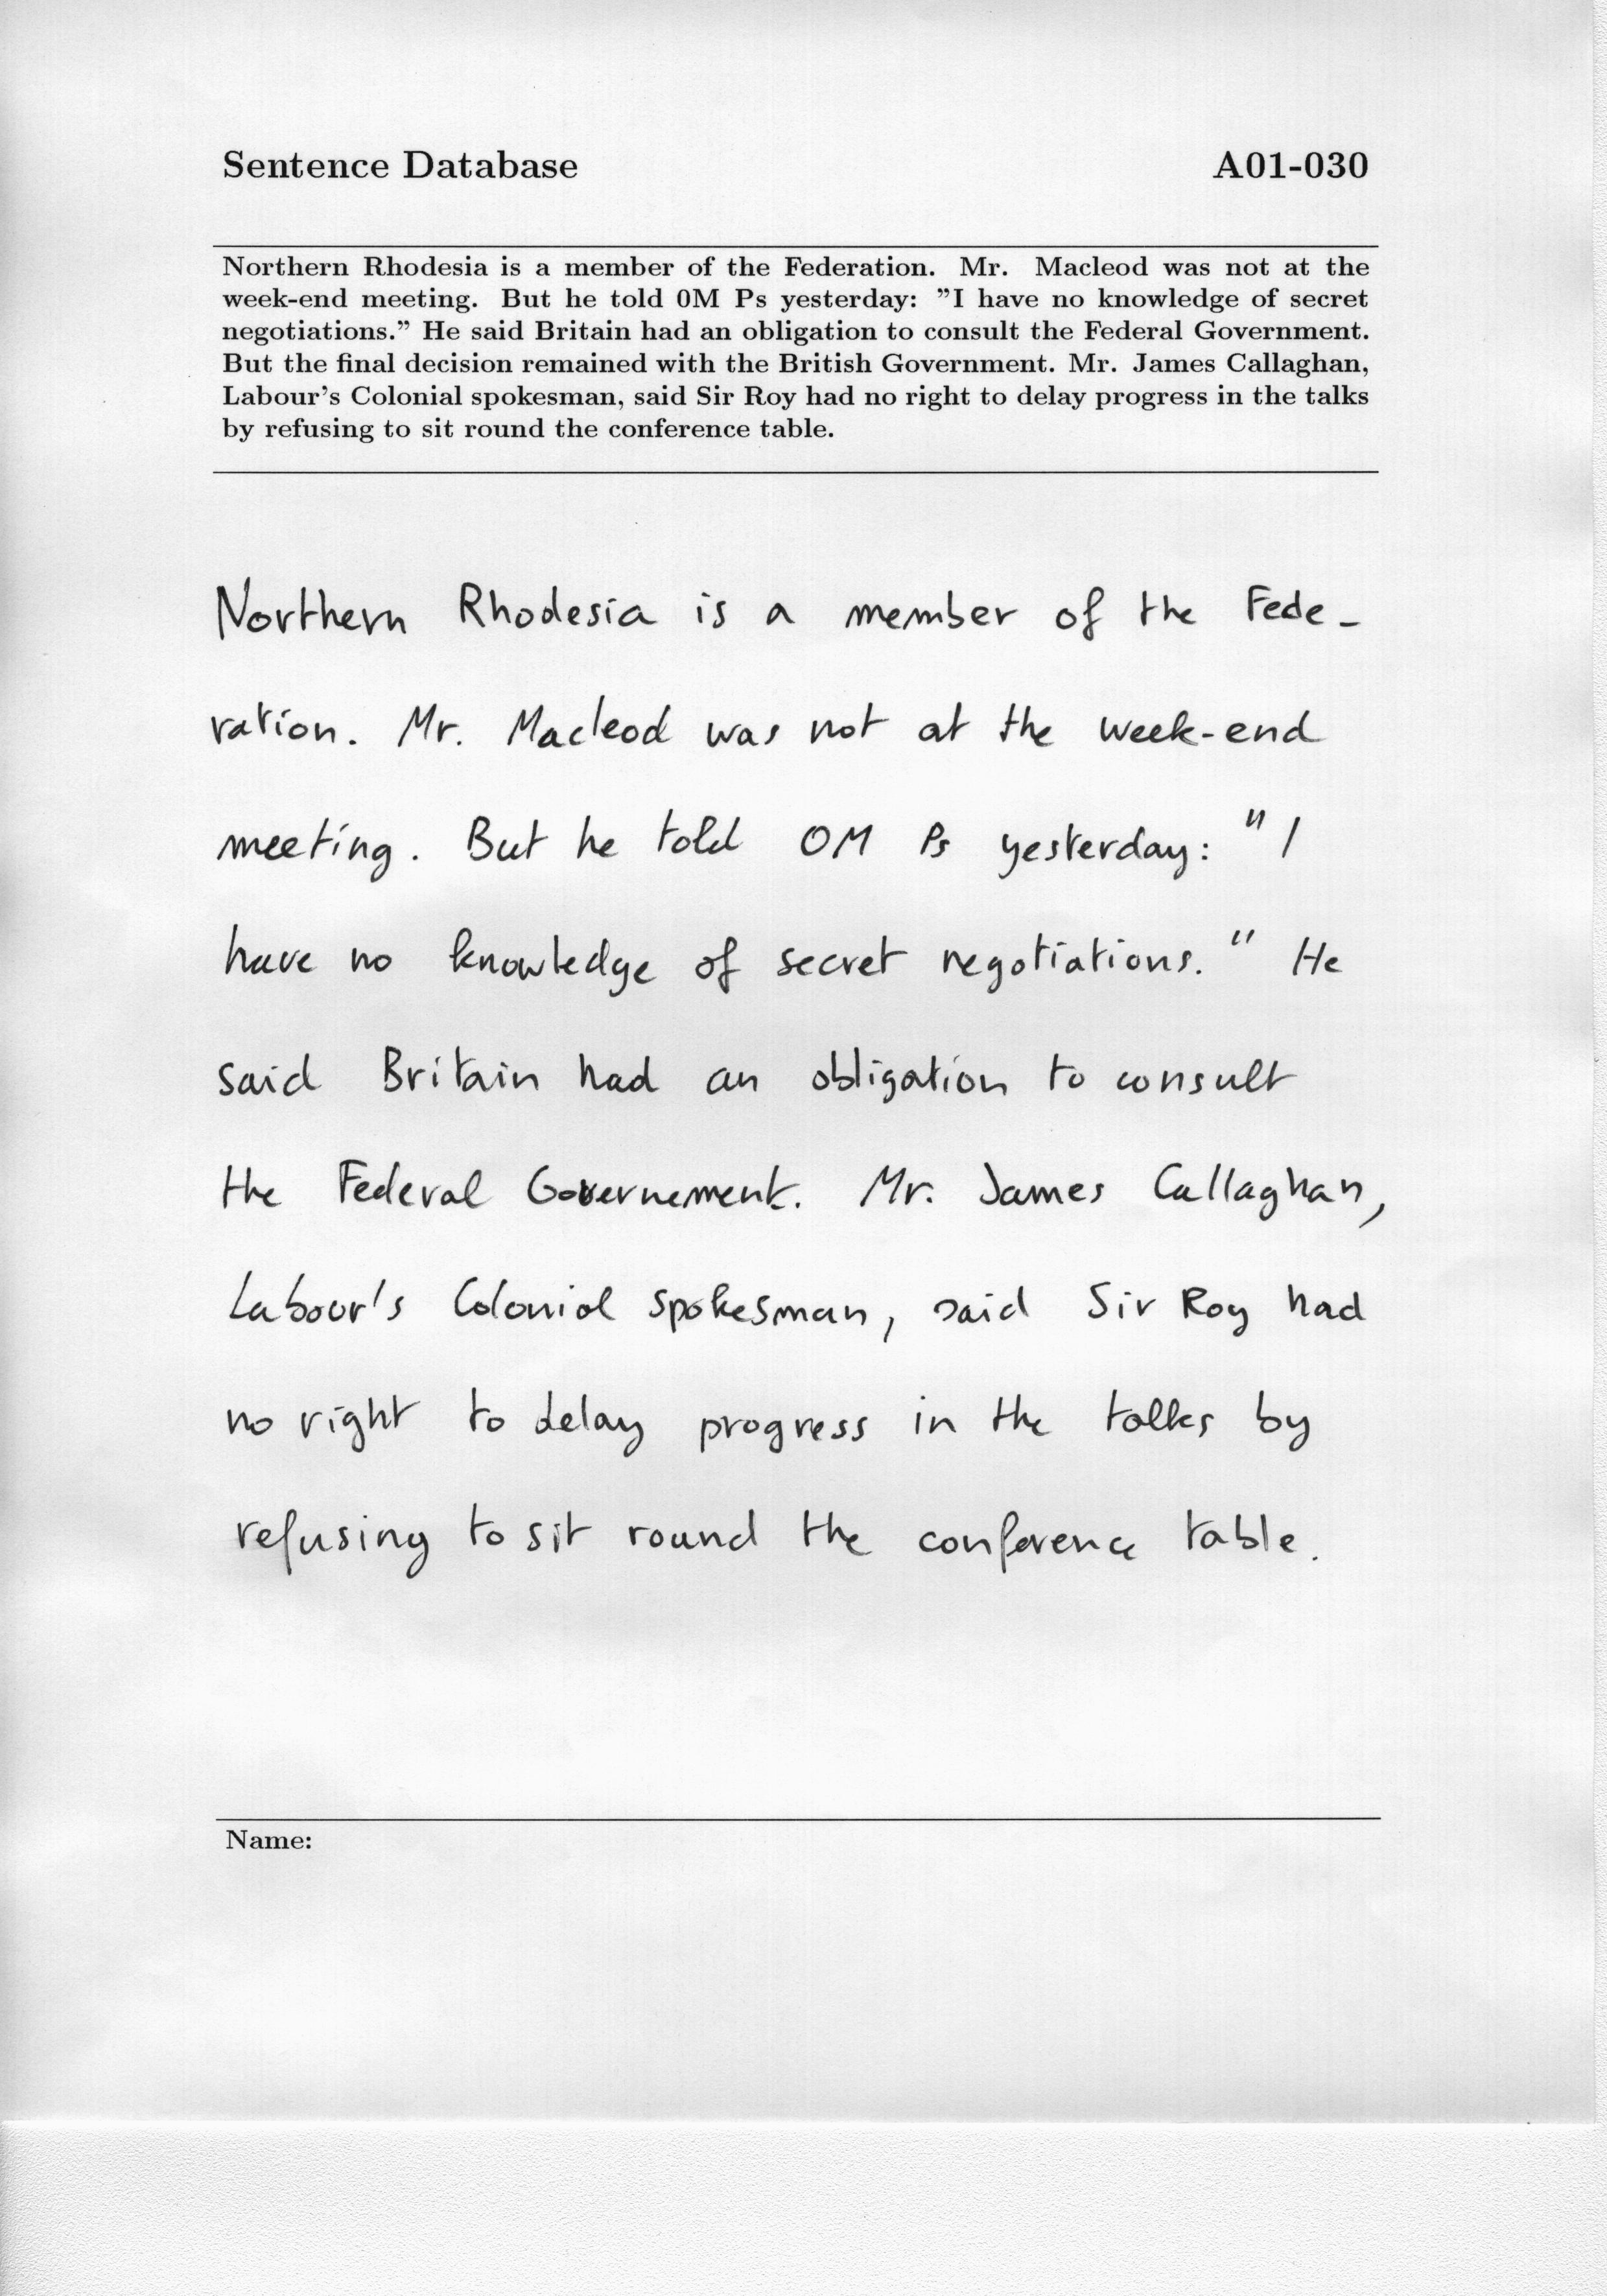 Sentence Database A01-030
Northern Rhodesia is a member of the Federation. Mr. Macleod was not at the
week-end meeting. But he told 0M Ps yesterday: ”I have no knowledge of secret
negotiations.” He said Britain had an obligation to consult the Federal Government.
But the final decision remained with the British Government. Mr. James Callaghan,
Labour’s Colonial spokesman, said Sir Roy had no right to delay progress in the talks
by refusing to sit round the conference table.
Northern Rhodesia is a member of the Fede-
ration. Mr. Macleod was not at the week-end
meeting. But he told OM Ps yesterday: "I
have no knowledge of secret negotiations." He
said Britain had an obligation to consult
the Federal Governement. Mr. James Callaghan,
Labour's Colonial spokesman, said Sir Roy had
no right to delay progress in the talks by
refusing to sit round the conference table.
Name: